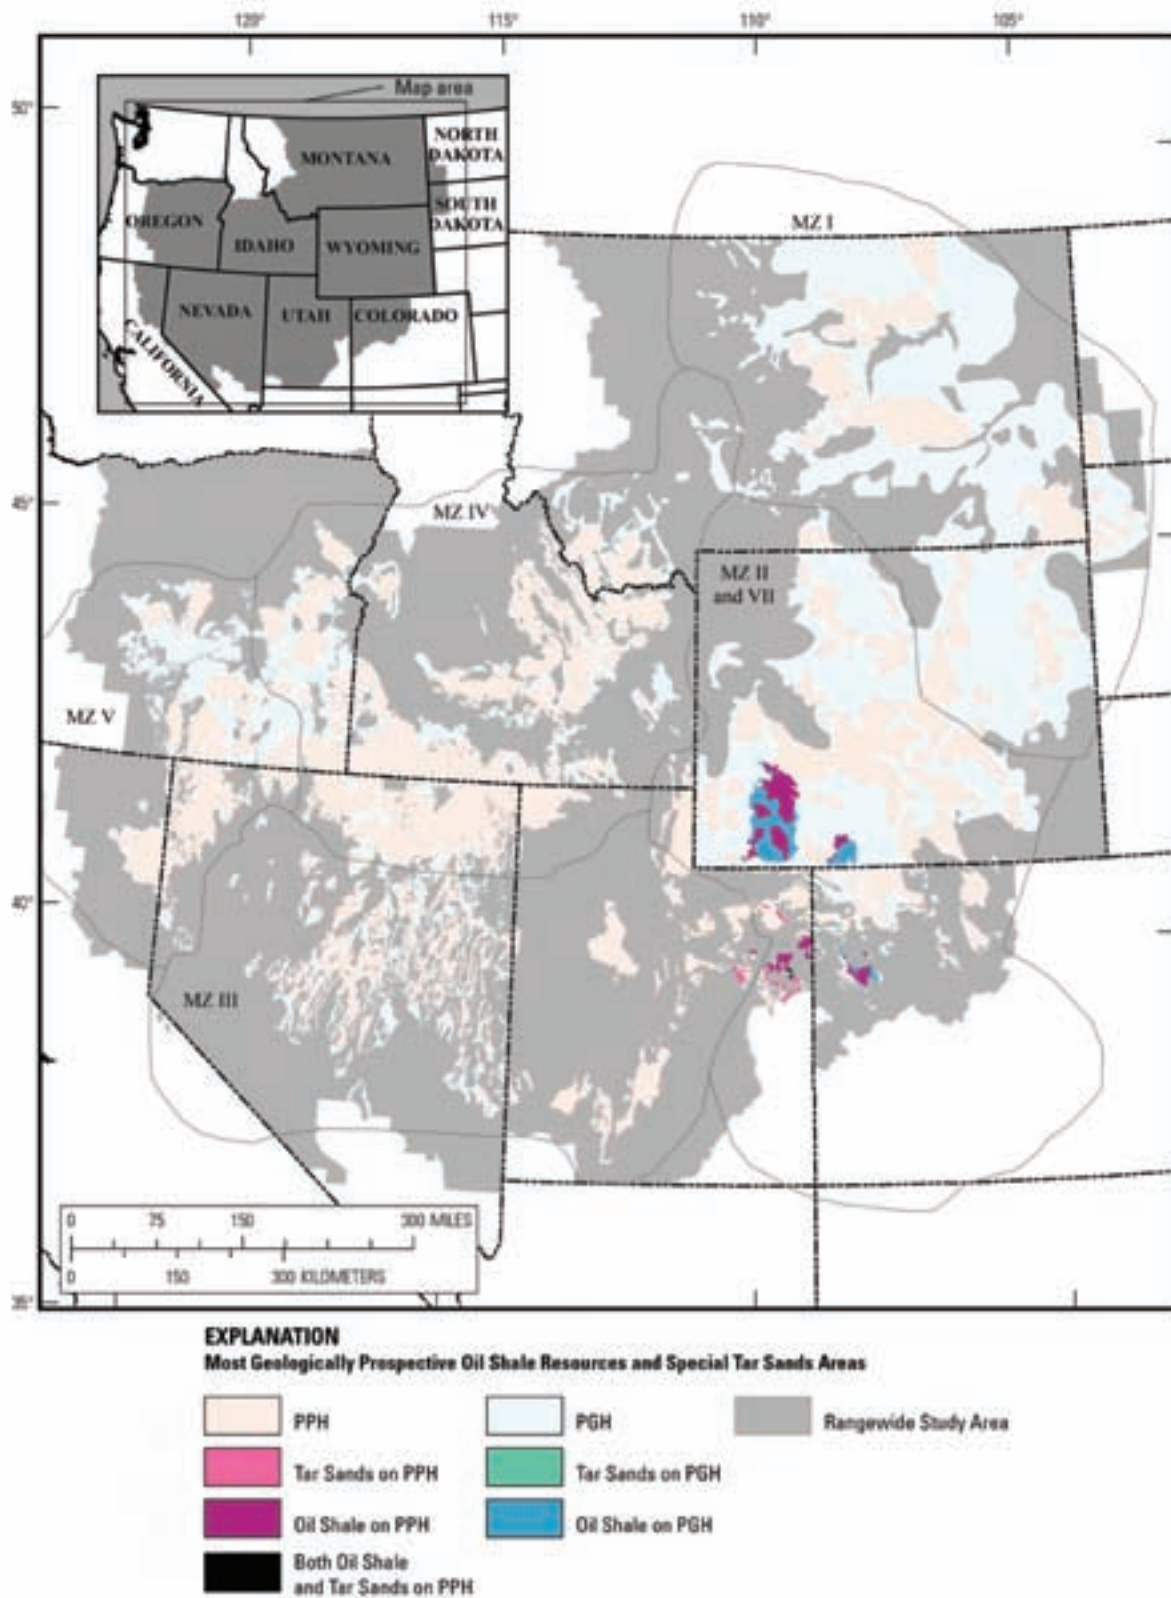 120°
115°
110°
105°
50°
Map area
NORTH
DAKOTA
MONTANA
SOUTH
DAKOTA
OREGON
IDAHO
WYOMING
NEVADA
UTAH
COLORADO
CALIFORNIA
MZ I
45°
MZ IV
MZ II
and VII
MZ V
40°
MZ III
0 75 150 300 MILES
0 150 300 KILOMETERS
35°
EXPLANATION
Most Geologically Prospective Oil Shale Resources and Special Tar Sands Areas
PPH
PGH
Rangewide Study Area
Tar Sands on PPH
Tar Sands on PGH
Oil Shale on PPH
Oil Shale on PGH
Both Oil Shale
and Tar Sands on PPH